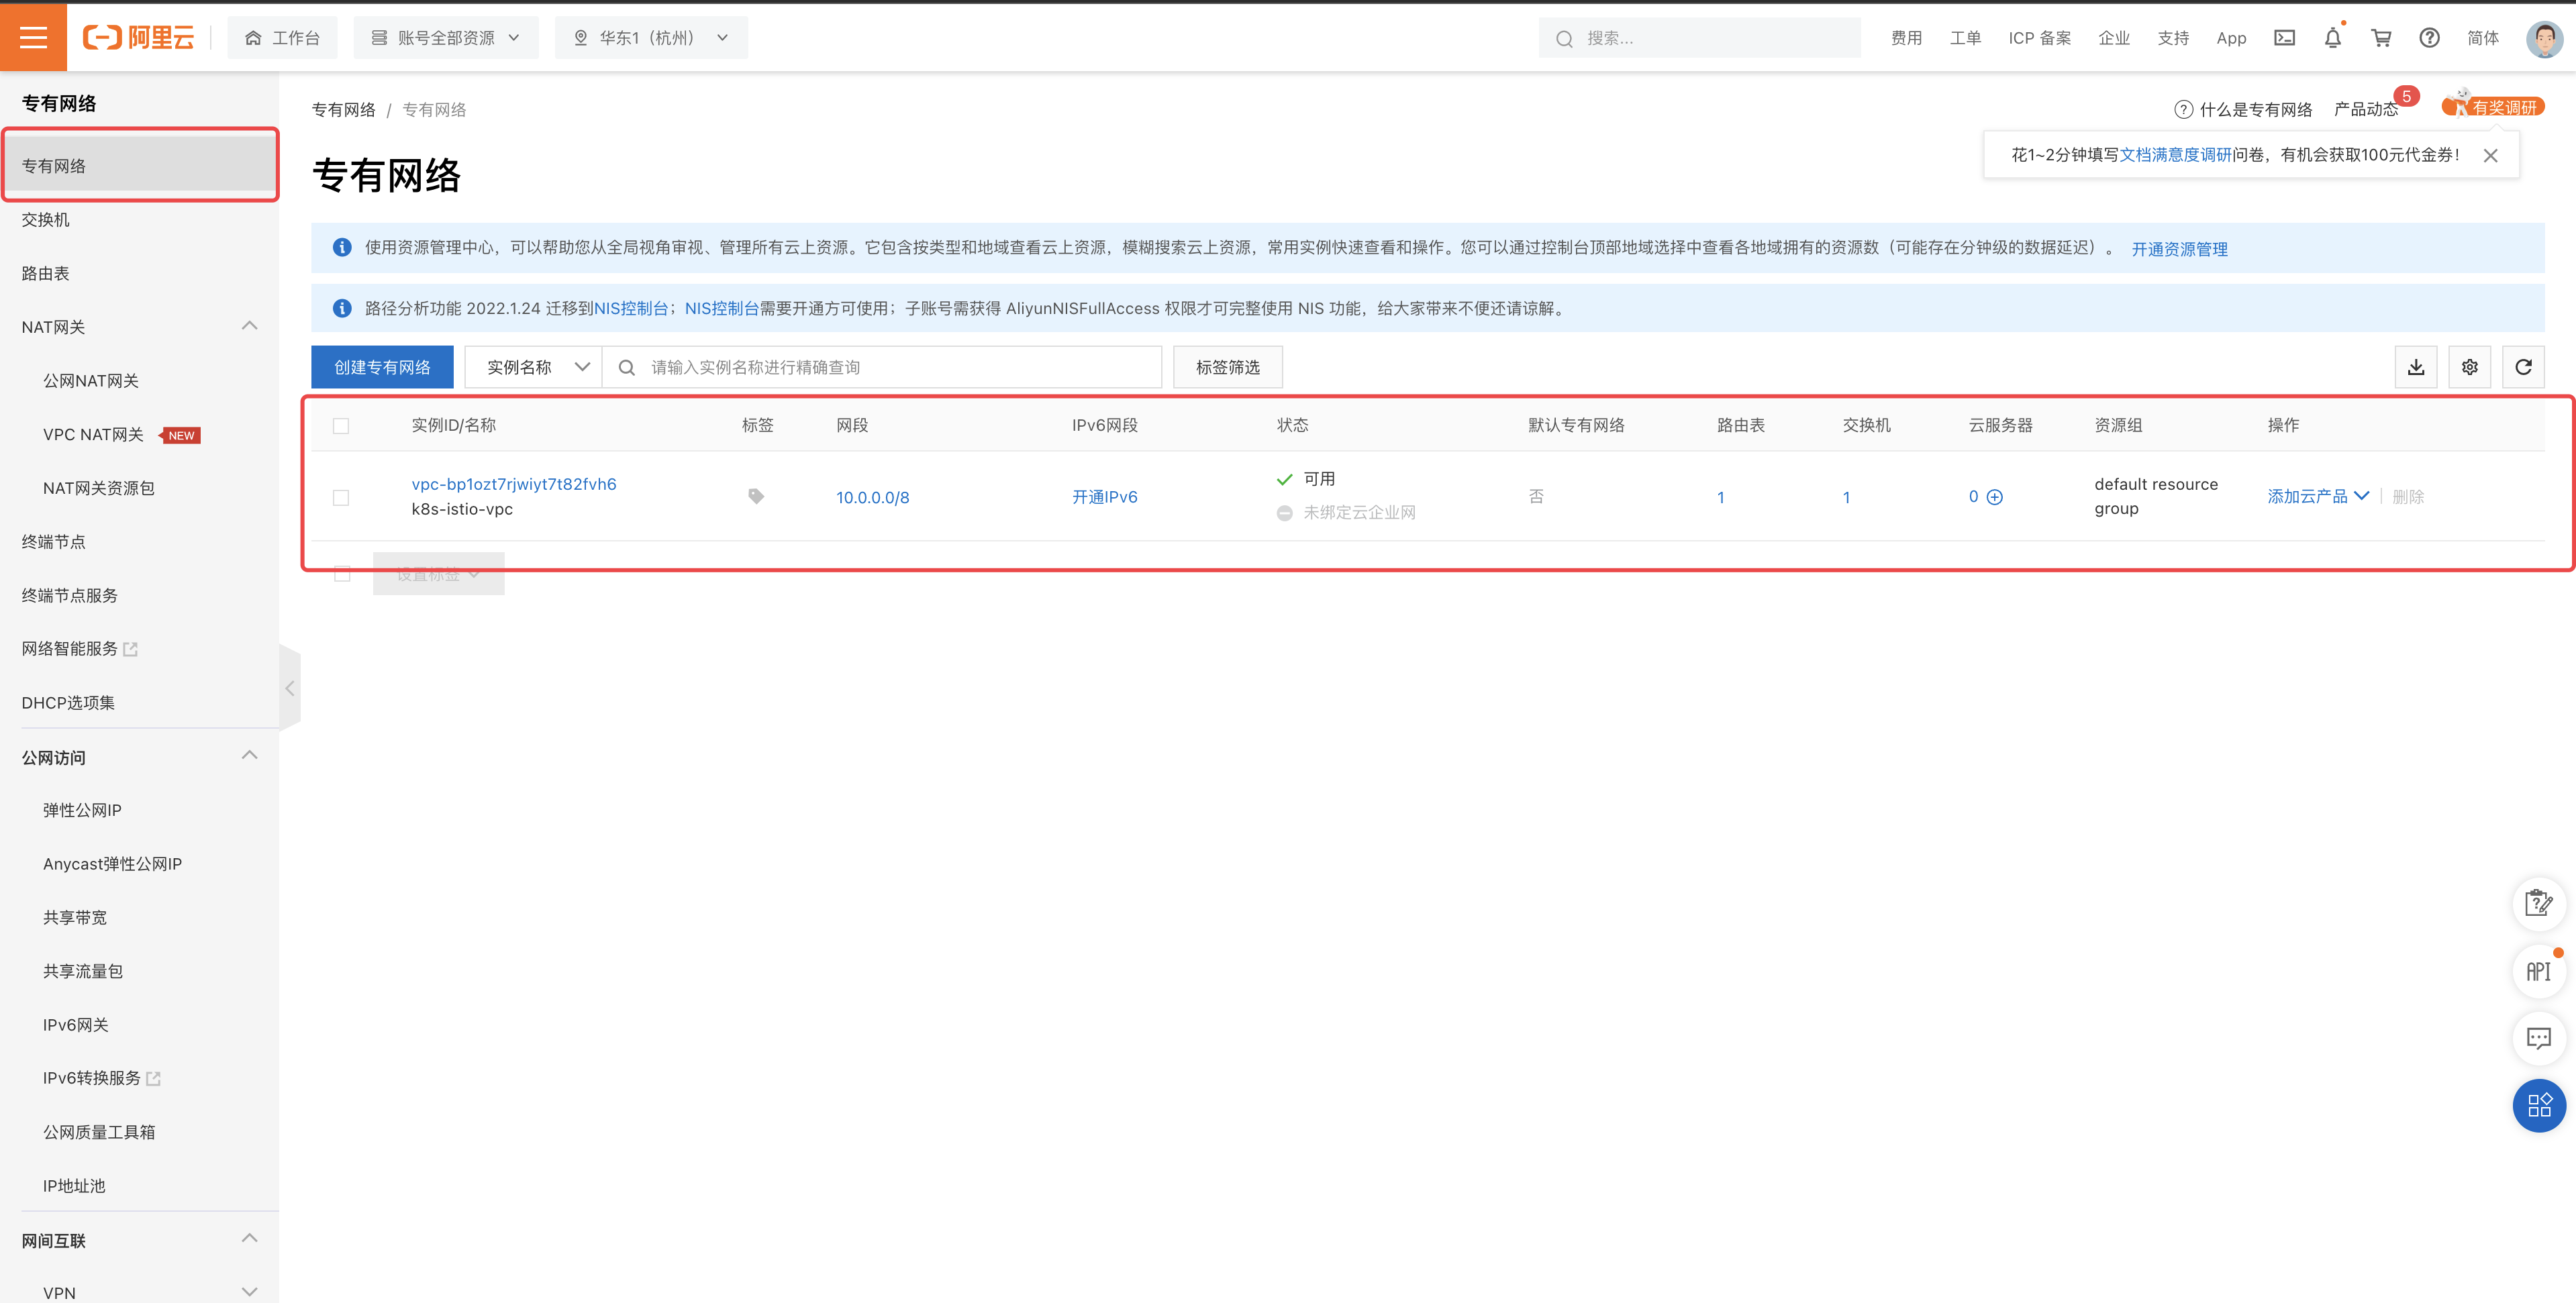 阿里云
工作台
账号全部资源
华东1（杭州）
搜索...
费用
工单
ICP 备案
企业
支持
App
简体
专有网络
专有网络
交换机
路由表
NAT网关
公网NAT网关
VPC NAT网关 NEW
NAT网关资源包
终端节点
终端节点服务
网络智能服务
DHCP选项集
公网访问
弹性公网IP
Anycast弹性公网IP
共享带宽
共享流量包
IPv6网关
IPv6转换服务
公网质量工具箱
IP地址池
网间互联
VPN
专有网络 / 专有网络
什么是专有网络
产品动态
5
有奖调研
花1~2分钟填写文档满意度调研问卷，有机会获取100元代金券！
专有网络
使用资源管理中心，可以帮助您从全局视角审视、管理所有云上资源。它包含按类型和地域查看云上资源，模糊搜索云上资源，常用实例快速查看和操作。您可以通过控制台顶部地域选择中查看各地域拥有的资源数（可能存在分钟级的数据延迟）。 开通资源管理
路径分析功能 2022.1.24 迁移到NIS控制台；NIS控制台需要开通方可使用；子账号需获得 AliyunNISFullAccess 权限才可完整使用 NIS 功能，给大家带来不便还请谅解。
创建专有网络
实例名称
请输入实例名称进行精确查询
标签筛选
实例ID/名称 标签 网段 IPv6网段 状态 默认专有网络 路由表 交换机 云服务器 资源组 操作
vpc-bp1ozt7rjwiyt7t82fvh6
k8s-istio-vpc
10.0.0.0/8
开通IPv6
可用
未绑定云企业网
否
1
1
0
default resource
group
添加云产品
删除
设置标签
API